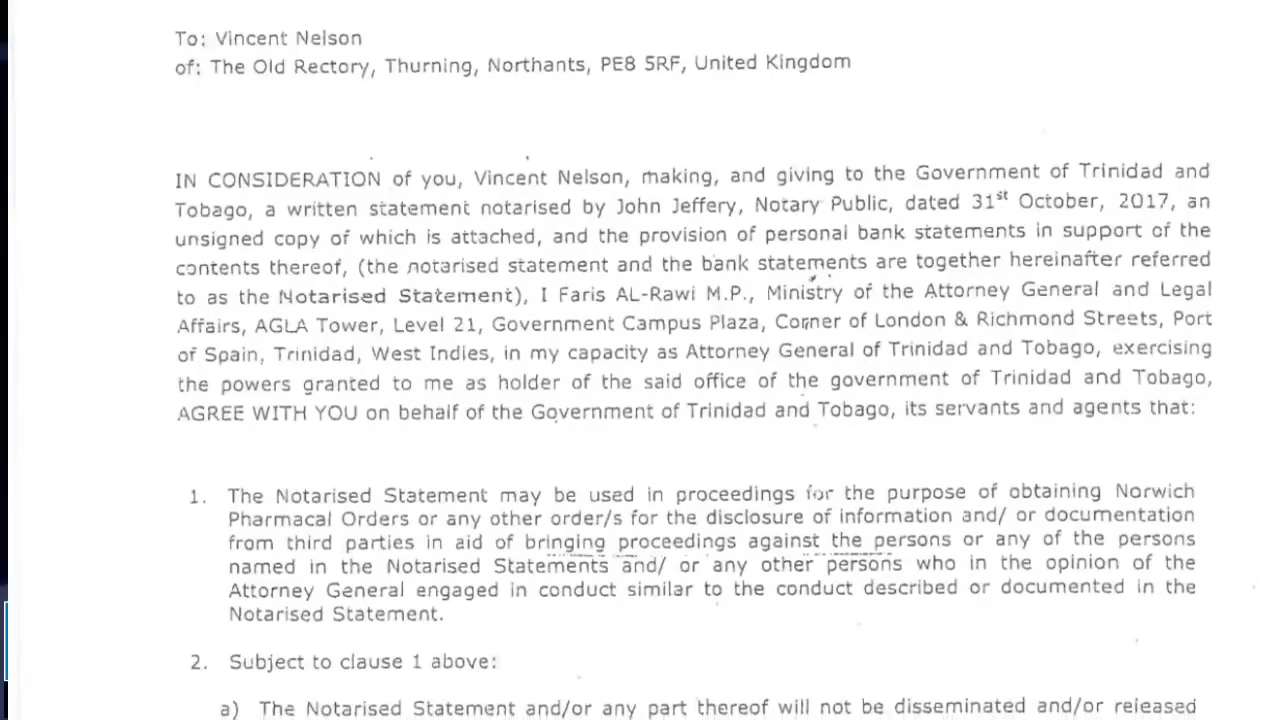 To: Vincent Nelson
of: The Old Rectory, Thurning, Northants, PE8 5RF, United Kingdom
IN CONSIDERATION of you, Vincent Nelson, making, and giving to the Government of Trinidad and
Tobago, a written statement notarised by John Jeffery, Notary Public, dated 31st October, 2017, an
unsigned copy of which is attached, and the provision of personal bank statements in support of the
contents thereof, (the notarised statement and the bank statements are together hereinafter referred
to as the Notarised Statement), I Faris AL-Rawi M.P., Ministry of the Attorney General and Legal
Affairs, AGLA Tower, Level 21, Government Campus Plaza, Corner of London & Richmond Streets, Port
of Spain, Trinidad, West Indies, in my capacity as Attorney General of Trinidad and Tobago, exercising
the powers granted to me as holder of the said office of the government of Trinidad and Tobago,
AGREE WITH YOU on behalf of the Government of Trinidad and Tobago, its servants and agents that:
1. The Notarised Statement may be used in proceedings for the purpose of obtaining Norwich
Pharmacal Orders or any other order/s for the disclosure of information and/ or documentation
from third parties in aid of bringing proceedings against the persons or any of the persons
named in the Notarised Statements and/ or any other persons who in the opinion of the
Attorney General engaged in conduct similar to the conduct described or documented in the
Notarised Statement.
2. Subject to clause 1 above:
a) The Notarised Statement and/or any part thereof will not be disseminated and/or released